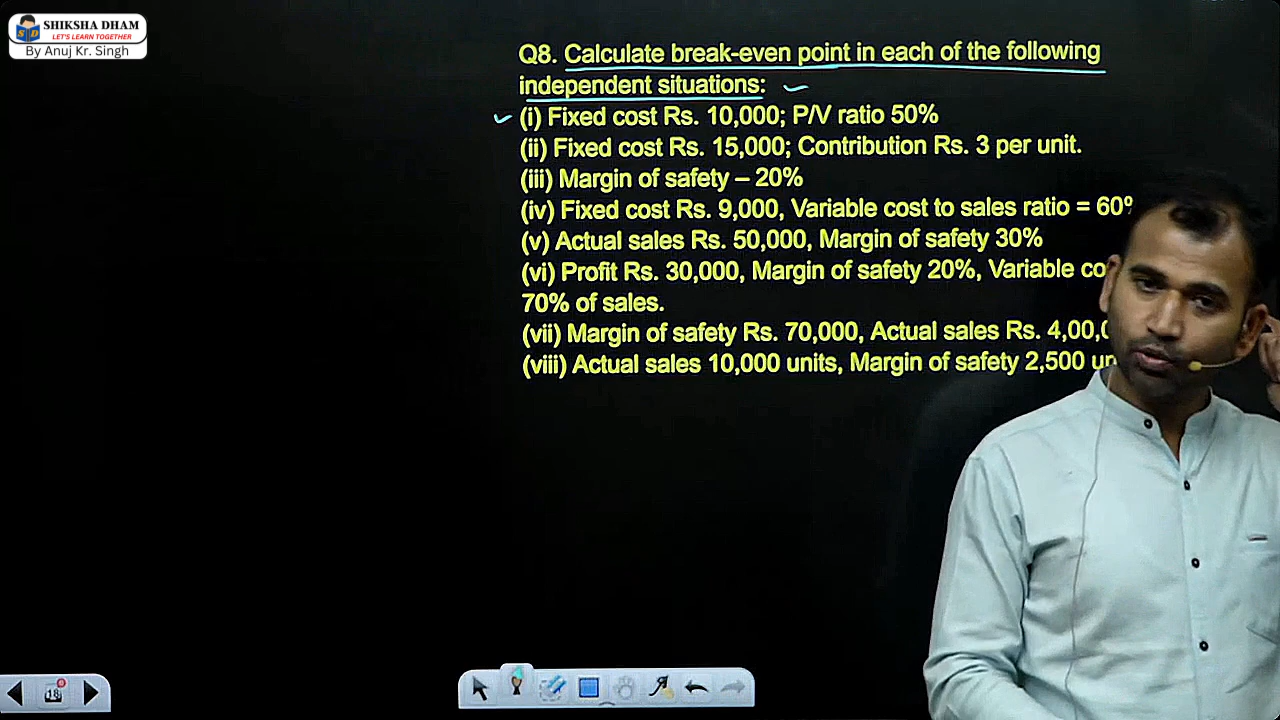 SHIKSHA DHAM
LET'S LEARN TOGETHER
By Anuj Kr. Singh
Q8. Calculate break-even point in each of the following
independent situations:
(i) Fixed cost Rs. 10,000; P/V ratio 50%
(ii) Fixed cost Rs. 15,000; Contribution Rs. 3 per unit.
(iii) Margin of safety – 20%
(iv) Fixed cost Rs. 9,000, Variable cost to sales ratio = 60%
(v) Actual sales Rs. 50,000, Margin of safety 30%
(vi) Profit Rs. 30,000, Margin of safety 20%, Variable
70% of sales.
(vii) Margin of safety Rs. 70,000, Actual sales Rs.
(viii) Actual sales 10,000 units, Margin of safety 2,500
18